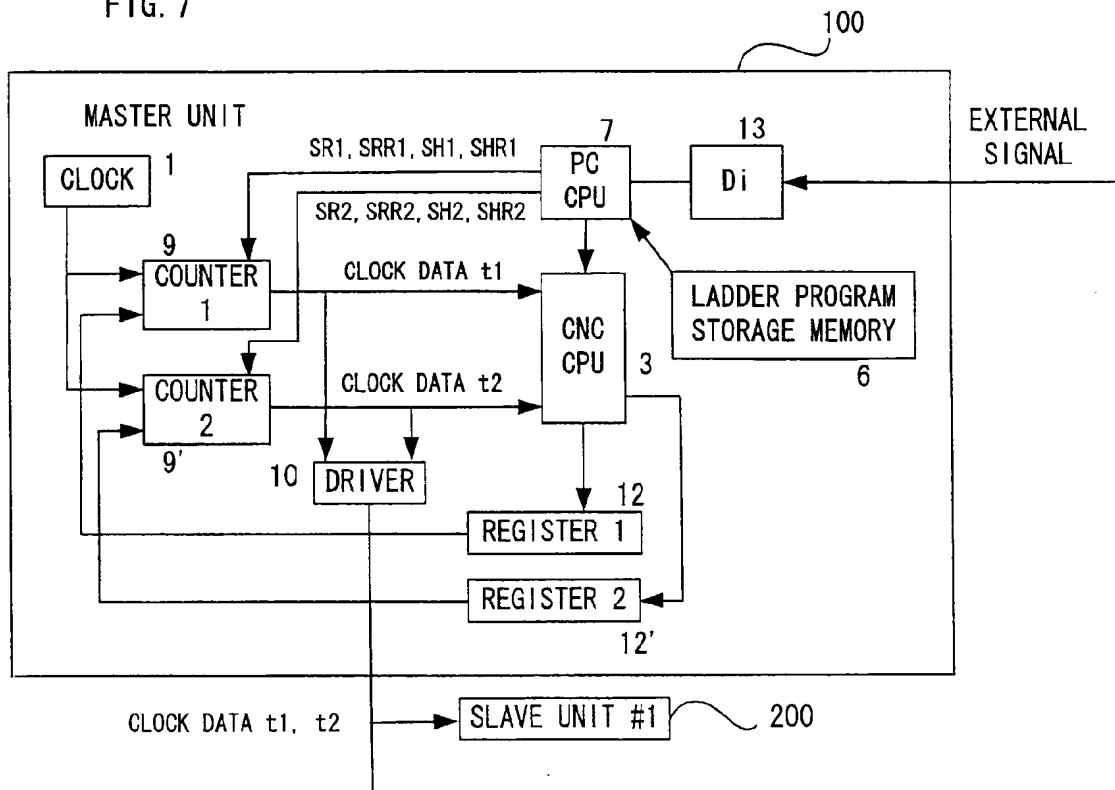 FIG. 7
100
MASTER UNIT
7
13
EXTERNAL
SIGNAL
SR1, SRR1, SH1, SHR1
PC
CPU
Di
CLOCK
1
SR2, SRR2, SH2, SHR2
9
COUNTER
1
CLOCK DATA t1
LADDER PROGRAM
STORAGE MEMORY
CNC
CPU
3
6
COUNTER
2
CLOCK DATA t2
9'
10
DRIVER
12
REGISTER 1
REGISTER 2
12'
CLOCK DATA t1, t2
SLAVE UNIT #1
200